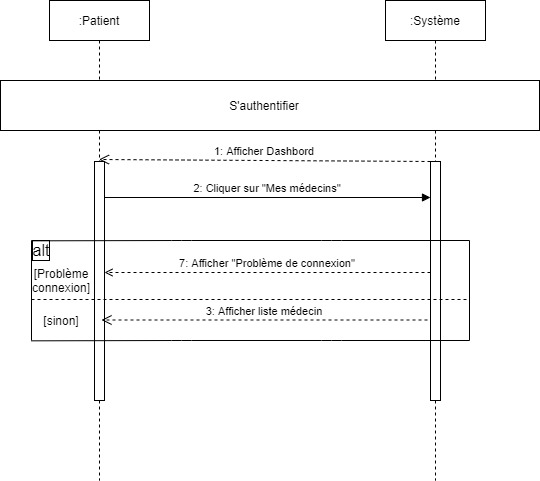 :Patient
:Système
S'authentifier
1: Afficher Dashbord
2: Cliquer sur "Mes médecins"
alt
7: Afficher "Problème de connexion"
[Problème
connexion]
3: Afficher liste médecin
[sinon]